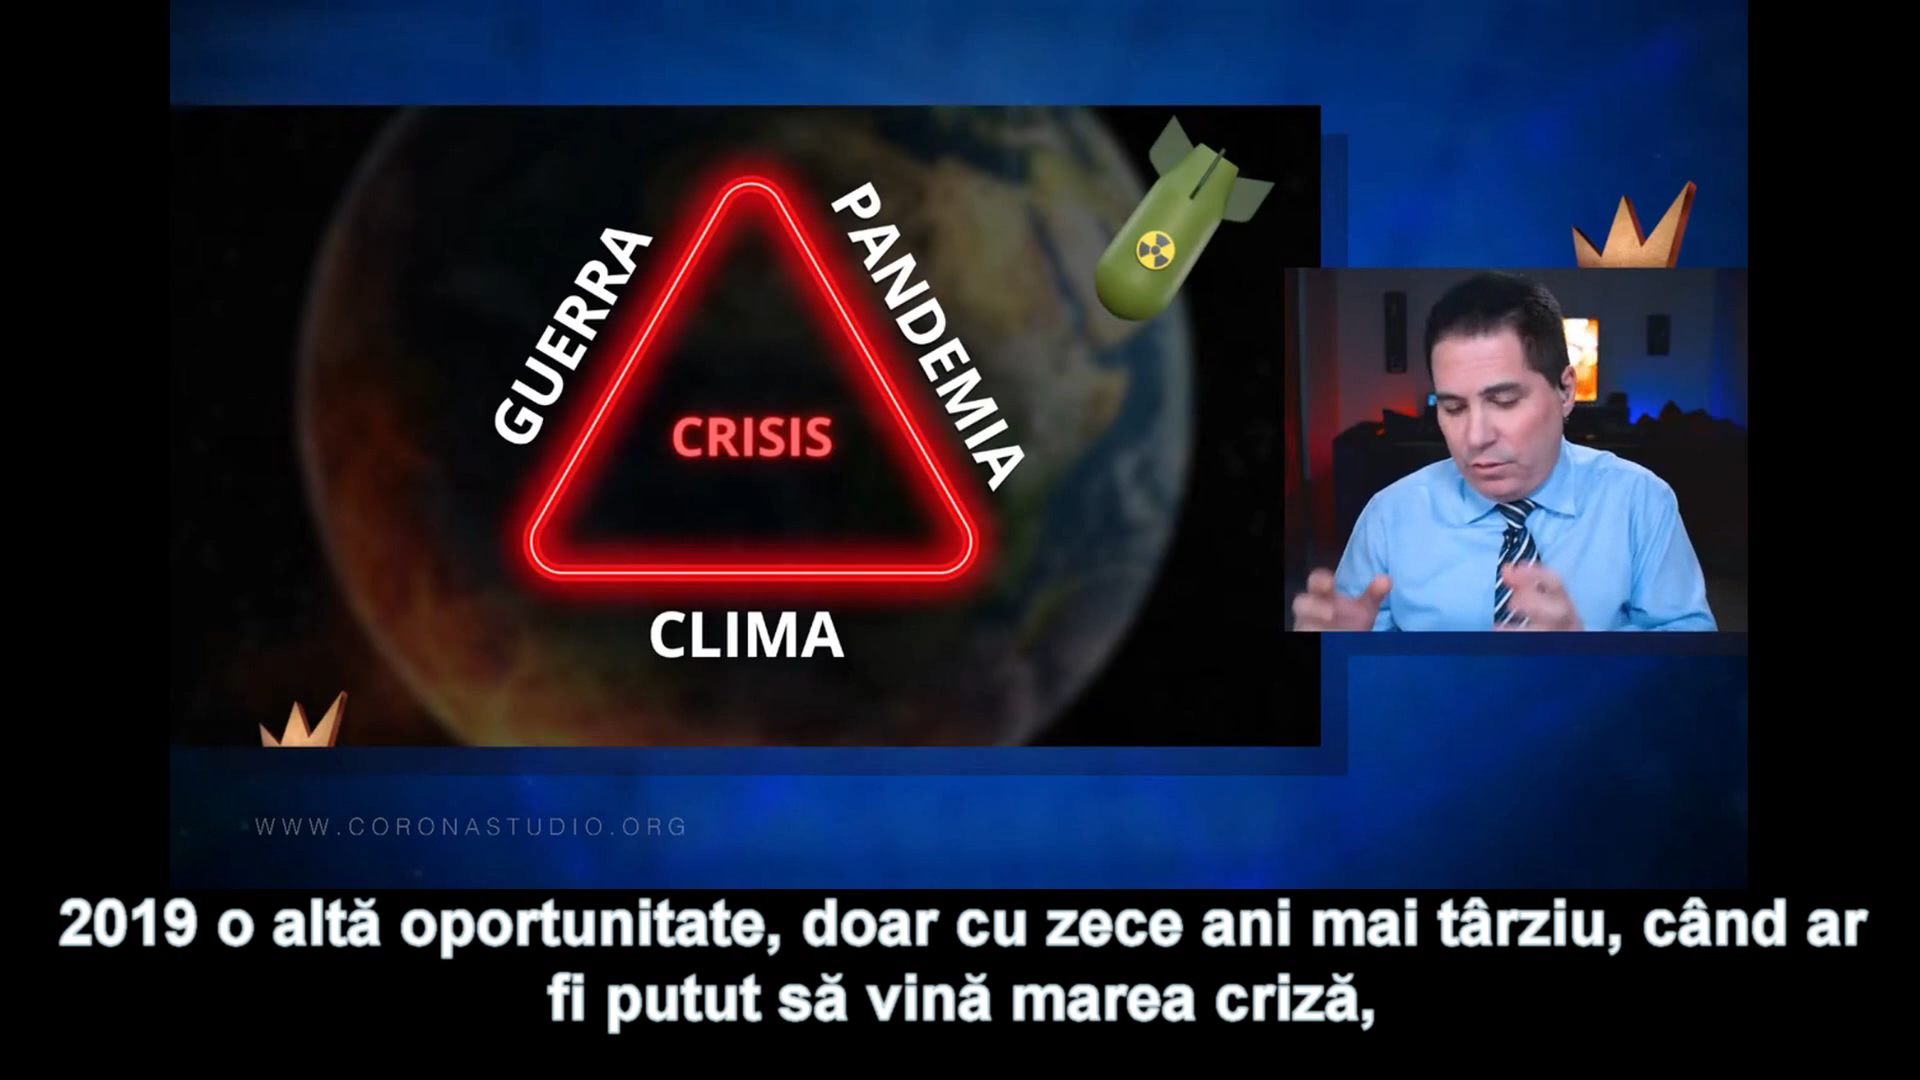 GUERRA
PANDEMIA
CRISIS
CLIMA
WWW.CORONASTUDIO.ORG
2019 o altă oportunitate, doar cu zece ani mai târziu, când ar
fi putut să vină marea criză,